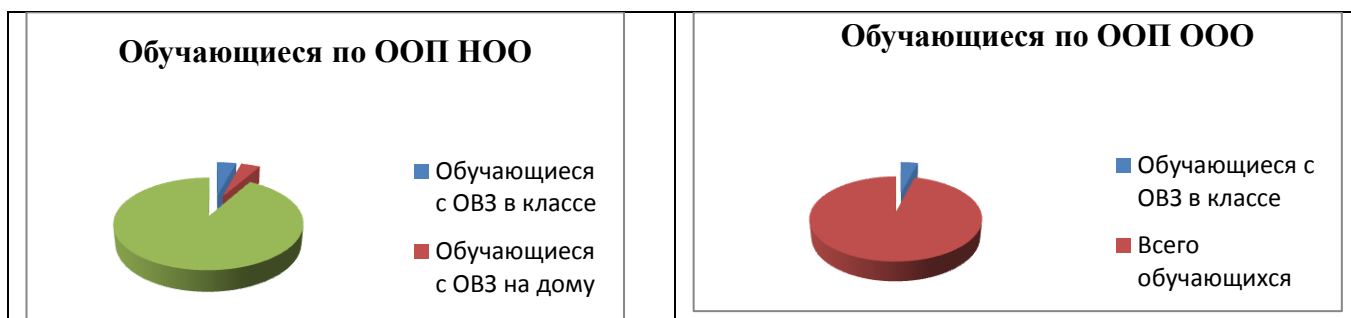 Обучающиеся по ООП НОО
Обучающиеся
с ОВЗ в классе
Обучающиеся
с ОВЗ на дому
Обучающиеся по ООП ООО
Обучающиеся с
ОВЗ в классе
Всего
обучающихся